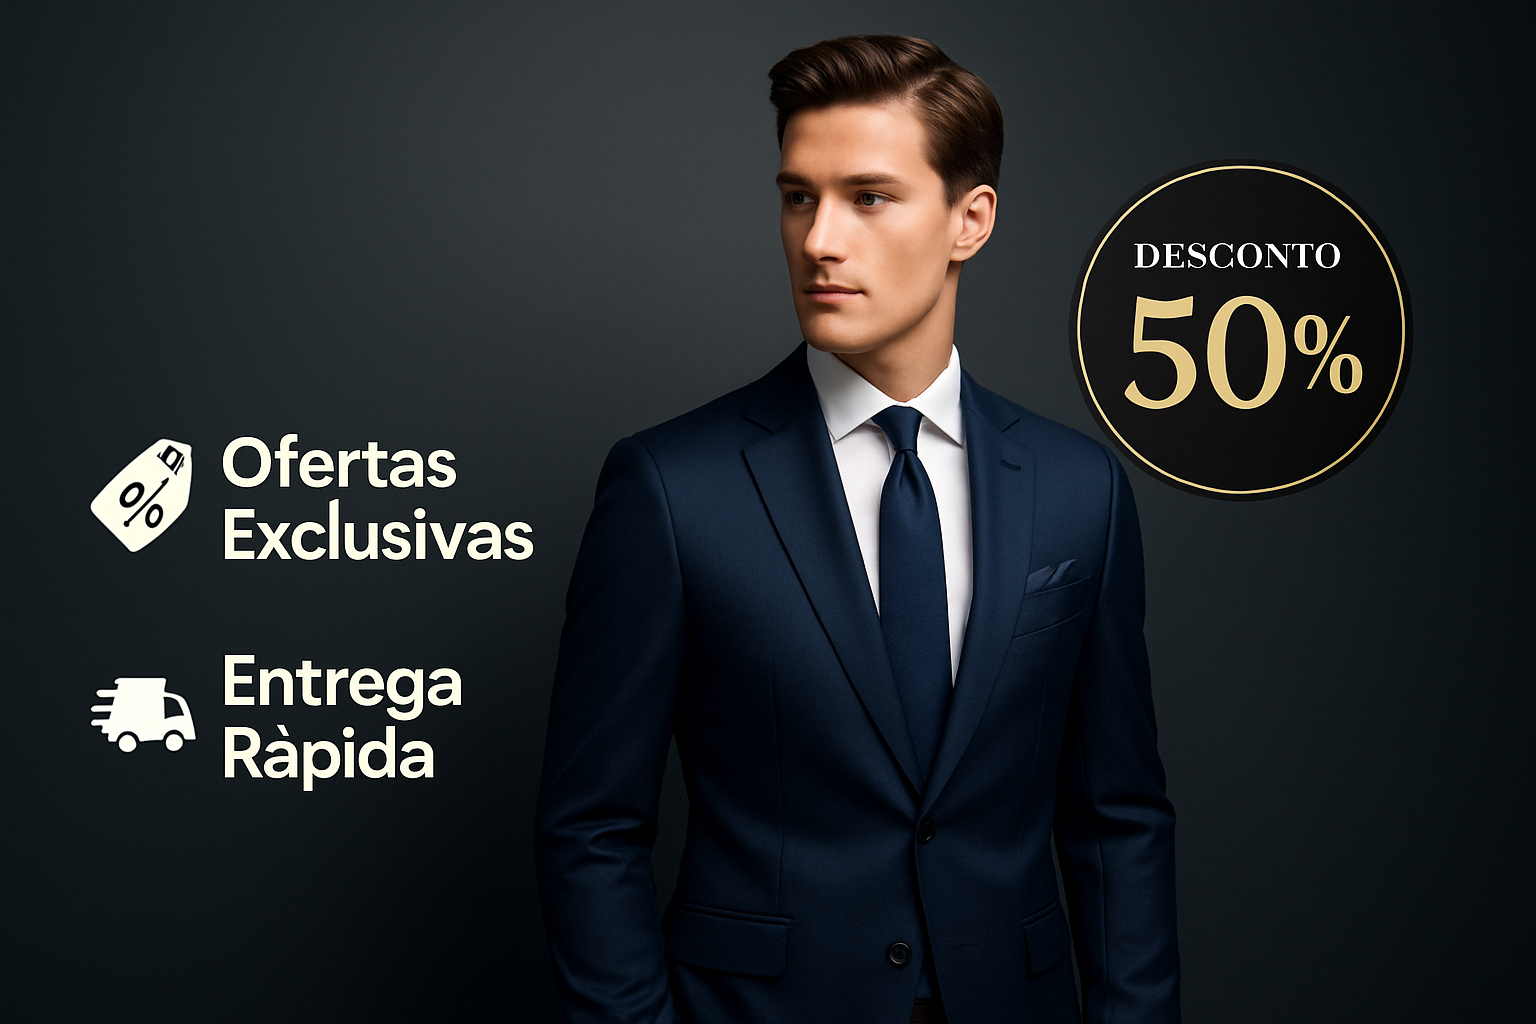 Ofertas
Exclusivas
Entrega
Ràpida
DESCONTO
50%
%